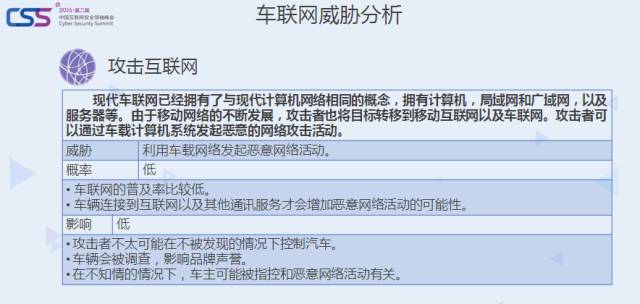 CSS
2016·第二届
中国互联网安全领袖峰会
Cyber Security Summit
车联网威胁分析
攻击互联网
现代车联网已经拥有了与现代计算机网络相同的概念，拥有计算机，局域网和广域网，以及
服务器等。由于移动网络的不断发展，攻击者也将目标转移到移动互联网以及车联网。攻击者可
以通过车载计算机系统发起恶意的网络攻击活动。
威胁 利用车载网络发起恶意网络活动。
概率 低
• 车联网的普及率比较低。
• 车辆连接到互联网以及其他通讯服务才会增加恶意网络活动的可能性。
影响 低
• 攻击者不太可能在不被发现的情况下控制汽车。
• 车辆会被调查，影响品牌声誉。
• 在不知情的情况下，车主可能被指控和恶意网络活动有关。